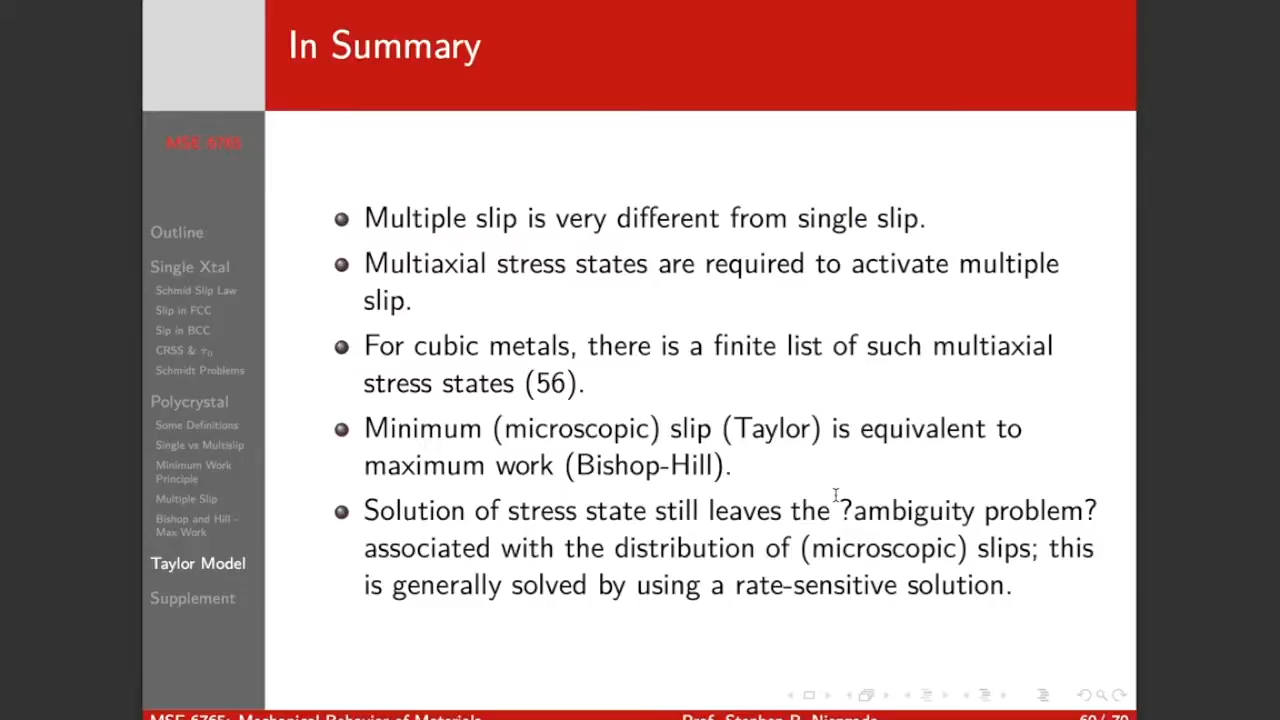 In Summary
MSE 6765
Outline
Single Xtal
Schmid Slip Law
Slip in FCC
Sip in BCC
CRSS & τ0
Schmidt Problems
Polycrystal
Some Definitions
Single vs Multislip
Minimum Work
Principle
Multiple Slip
Bishop and Hill -
Max Work
Taylor Model
Supplement
Multiple slip is very different from single slip.
Multiaxial stress states are required to activate multiple
slip.
For cubic metals, there is a finite list of such multiaxial
stress states (56).
Minimum (microscopic) slip (Taylor) is equivalent to
maximum work (Bishop-Hill).
Solution of stress state still leaves the ?ambiguity problem?
associated with the distribution of (microscopic) slips; this
is generally solved by using a rate-sensitive solution.
MSE 6765: Mechanical Behavior of Materials
Prof. Stephen R.